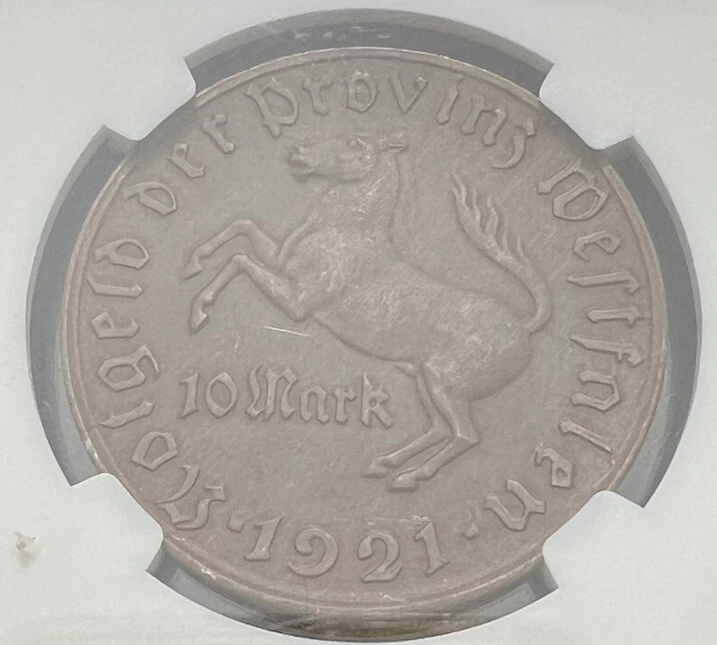 Notgeld der Provinz Westfalen
10 Mark
·1921·